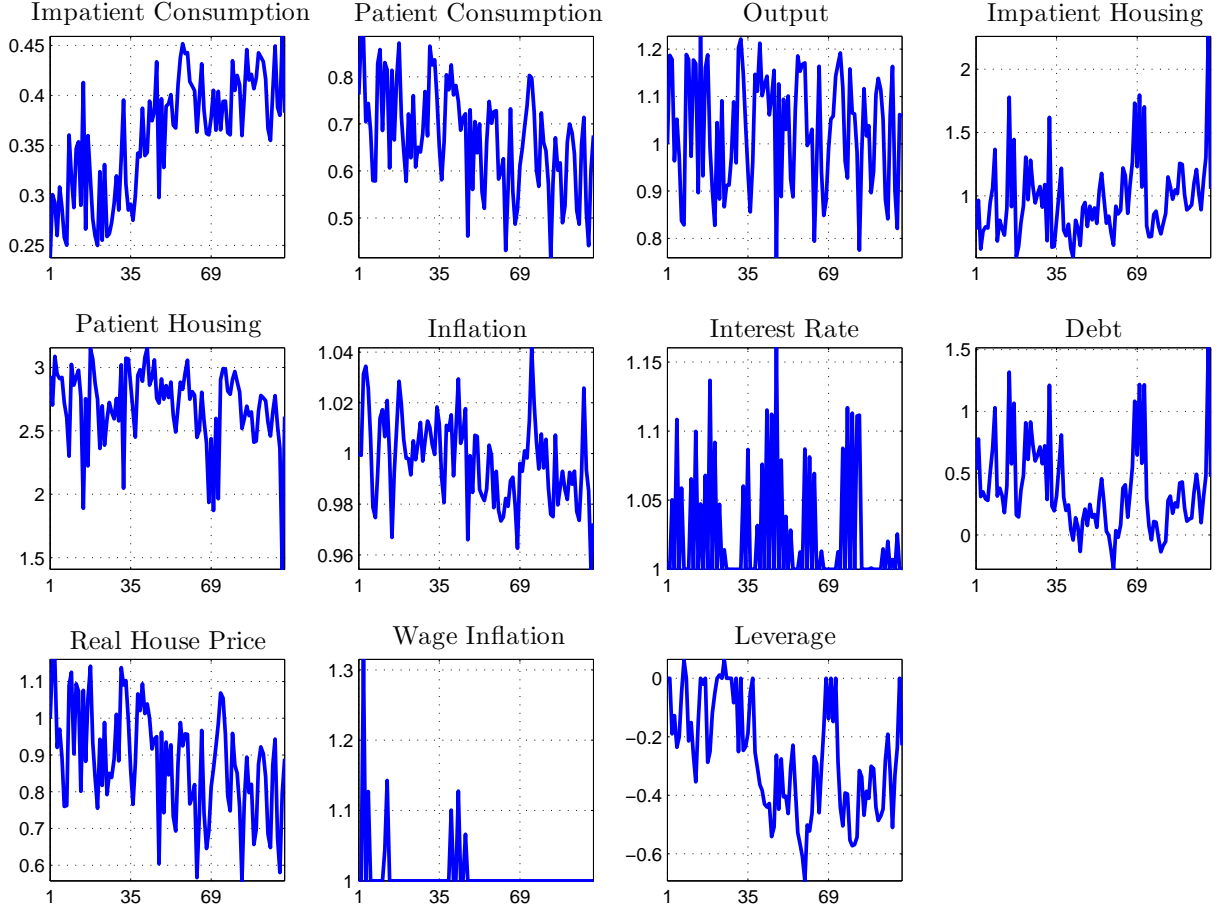 Impatient Consumption
0.45
0.4
0.35
0.3
0.25
1 35 69
Patient Consumption
0.8
0.7
0.6
0.5
1 35 69
Output
1.2
1.1
1
0.9
0.8
1 35 69
Impatient Housing
2
1.5
1
1 35 69
Patient Housing
3
2.5
2
1.5
1 35 69
Inflation
1.04
1.02
1
0.98
0.96
1 35 69
Interest Rate
1.15
1.1
1.05
1
1 35 69
Debt
1.5
1
0.5
0
1 35 69
Real House Price
1.1
1
0.9
0.8
0.7
0.6
1 35 69
Wage Inflation
1.3
1.2
1.1
1
1 35 69
Leverage
0
−0.2
−0.4
−0.6
1 35 69